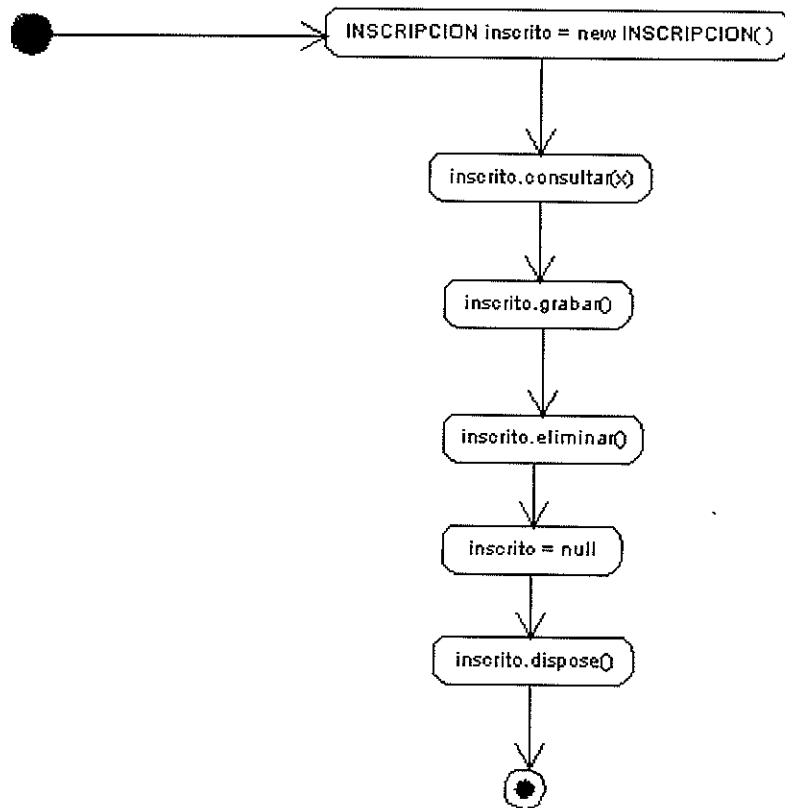 INSCRIPCION inscrito = new INSCRIPCION()
inscrito.consultar(x)
inscrito.grabar()
inscrito.eliminar()
inscrito = null
inscrito.dispose()